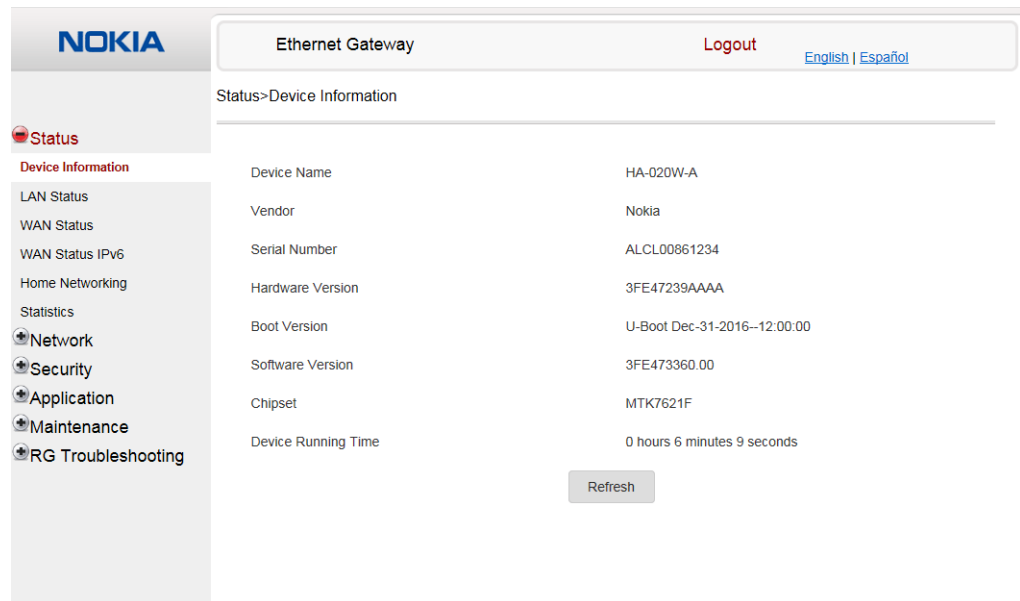 NOKIA
Ethernet Gateway
Logout
English | Español
Status>Device Information
Status
Device Information
LAN Status
WAN Status
WAN Status IPv6
Home Networking
Statistics
Network
Security
Application
Maintenance
RG Troubleshooting
Device Name HA-020W-A
Vendor Nokia
Serial Number ALCL00861234
Hardware Version 3FE47239AAAA
Boot Version U-Boot Dec-31-2016--12:00:00
Software Version 3FE473360.00
Chipset MTK7621F
Device Running Time 0 hours 6 minutes 9 seconds
Refresh